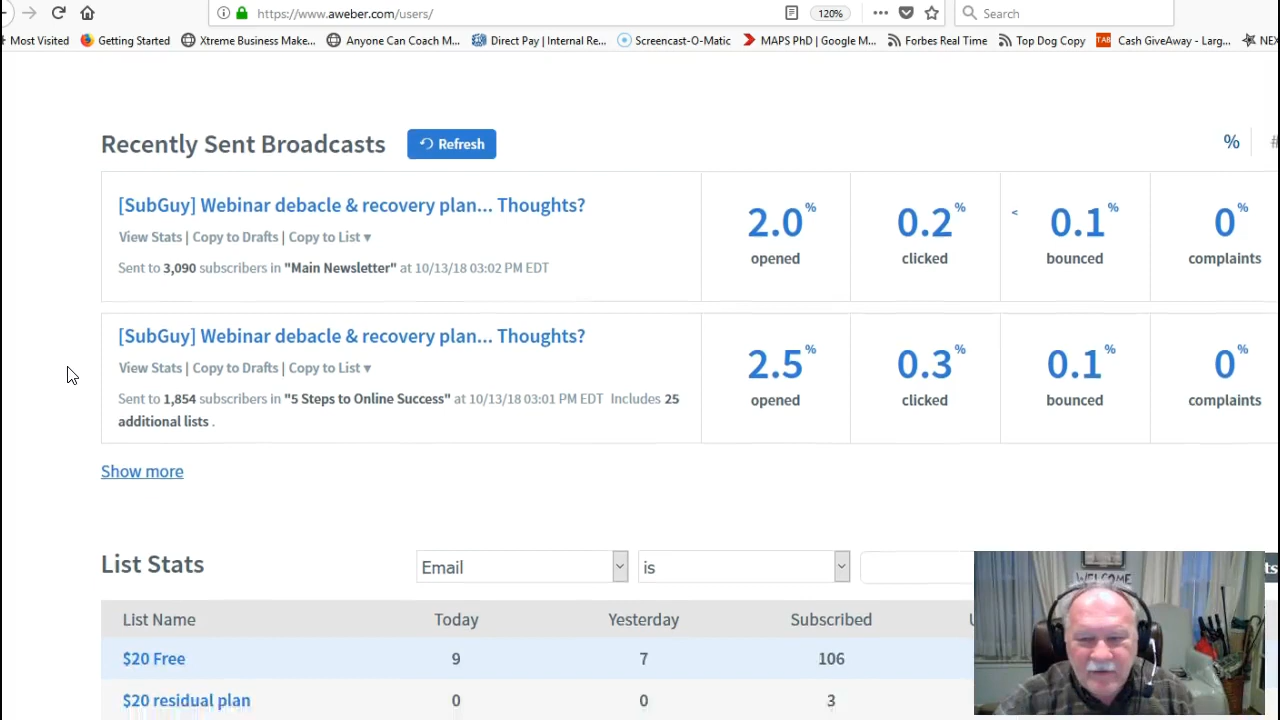 https://www.aweber.com/users/
120%
Search
Most Visited
Getting Started
Xtreme Business Make...
Anyone Can Coach M...
Direct Pay | Internal Re...
Screencast-O-Matic
MAPS PhD | Google M...
Forbes Real Time
Top Dog Copy
TAB
Cash GiveAway - Larg...
NEX
Recently Sent Broadcasts
Refresh
%
#
[SubGuy] Webinar debacle & recovery plan... Thoughts?
View Stats | Copy to Drafts | Copy to List ▾
Sent to 3,090 subscribers in "Main Newsletter" at 10/13/18 03:02 PM EDT
2.0%
opened
0.2%
clicked
< 0.1%
bounced
0%
complaints
[SubGuy] Webinar debacle & recovery plan... Thoughts?
View Stats | Copy to Drafts | Copy to List ▾
Sent to 1,854 subscribers in "5 Steps to Online Success" at 10/13/18 03:01 PM EDT Includes 25
additional lists .
2.5%
opened
0.3%
clicked
0.1%
bounced
0%
complaints
Show more
List Stats
Email
is
ts
List Name Today Yesterday Subscribed
$20 Free 9 7 106
$20 residual plan 0 0 3
WELCOME